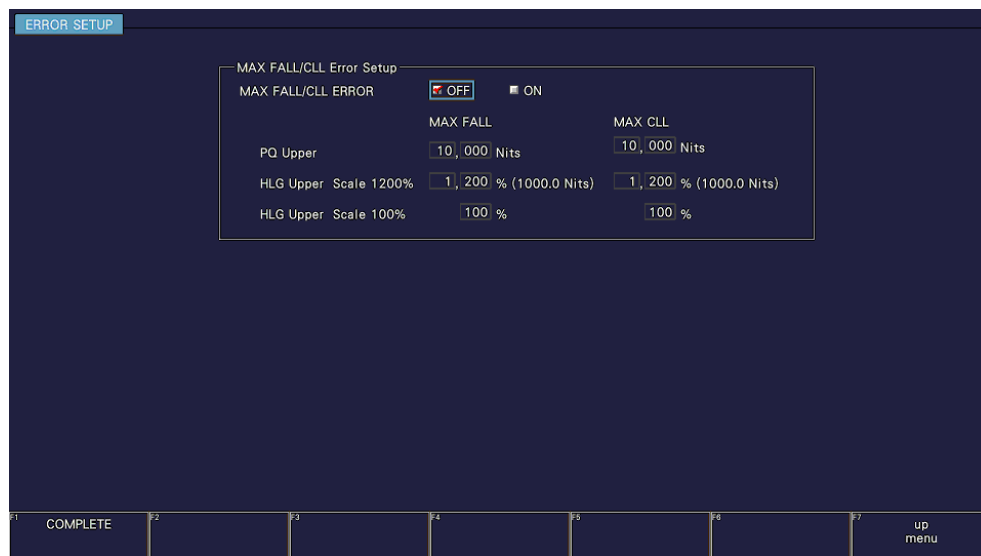 ERROR SETUP
MAX FALL/CLL Error Setup
MAX FALL/CLL ERROR OFF ON
MAX FALL MAX CLL
PQ Upper 10,000 Nits 10,000 Nits
HLG Upper Scale 1200% 1,200 % (1000.0 Nits) 1,200 % (1000.0 Nits)
HLG Upper Scale 100% 100 % 100 %
F1 COMPLETE F2 F3 F4 F5 F6 F7 up
menu